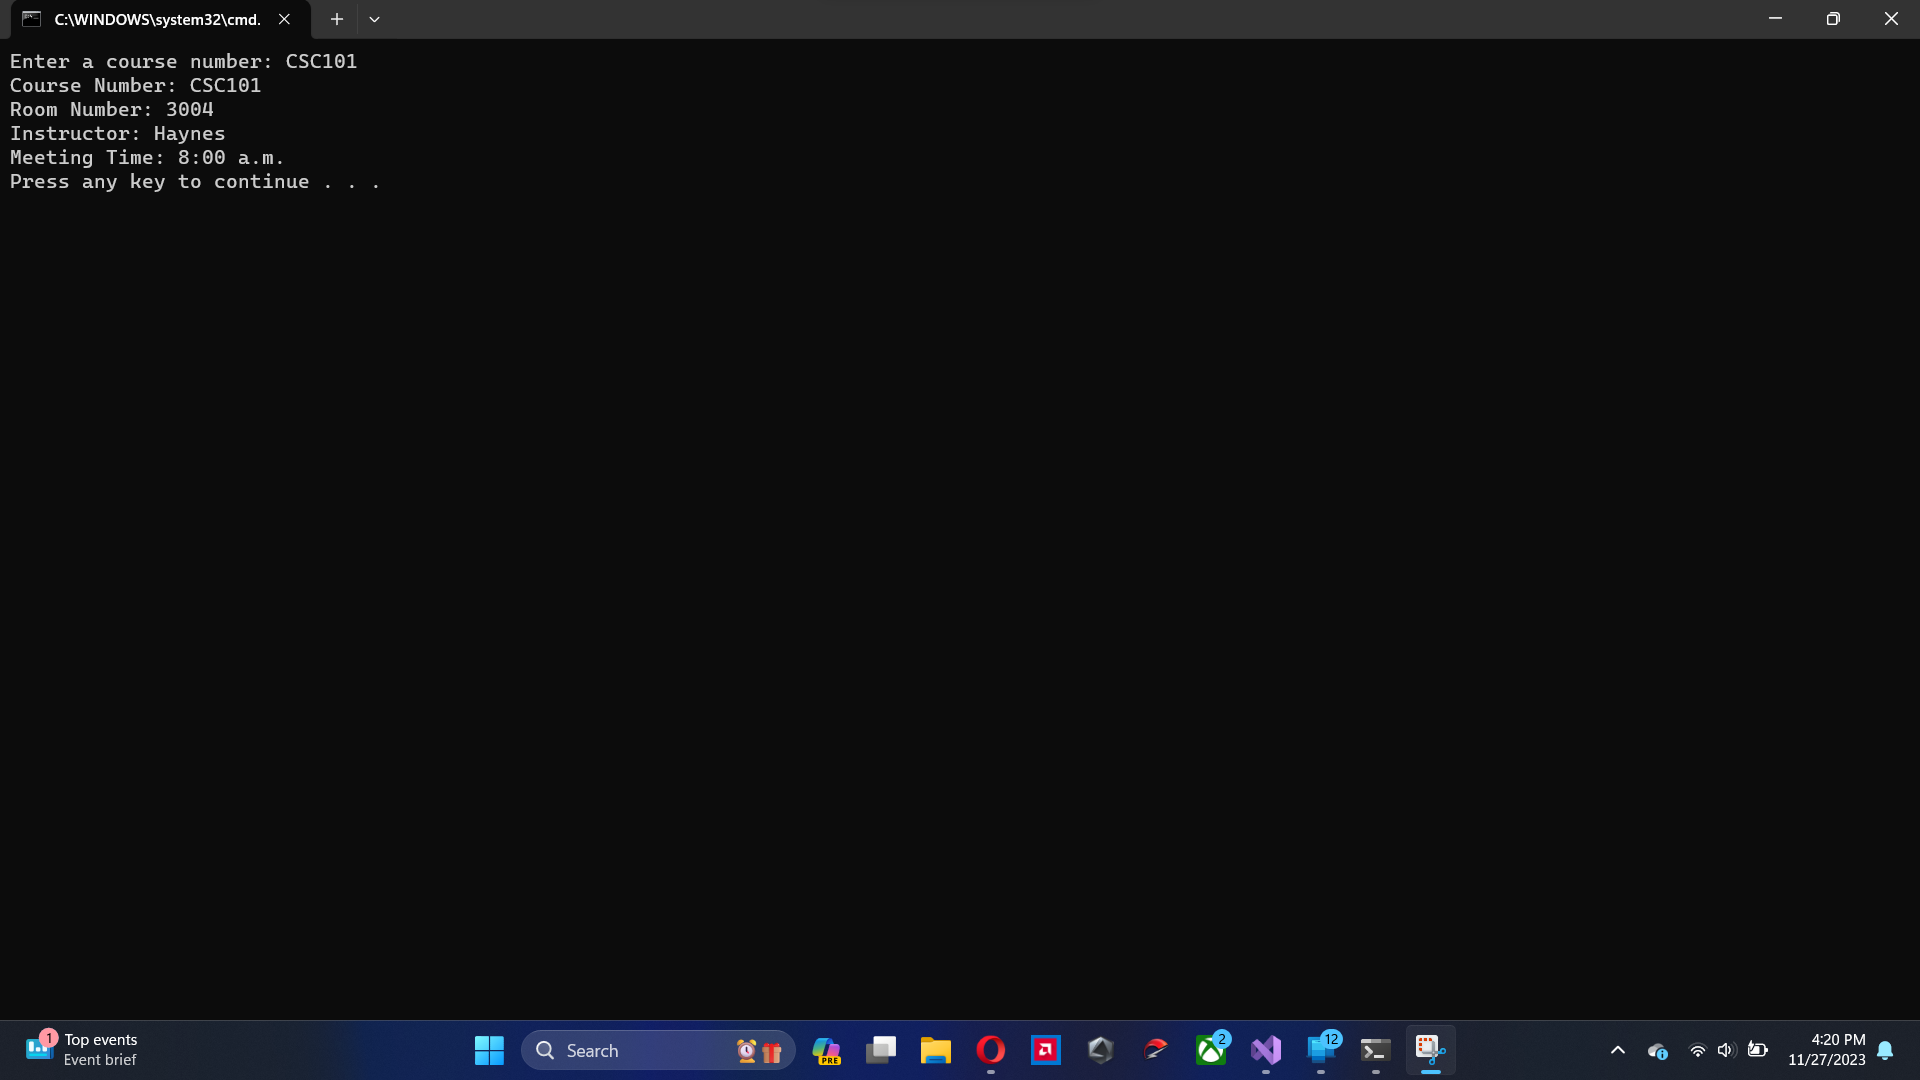 C:\WINDOWS\system32\cmd.
Enter a course number: CSC101
Course Number: CSC101
Room Number: 3004
Instructor: Haynes
Meeting Time: 8:00 a.m.
Press any key to continue . . .
1
Top events
Event brief
Search
PRE
2
12
4:20 PM
11/27/2023